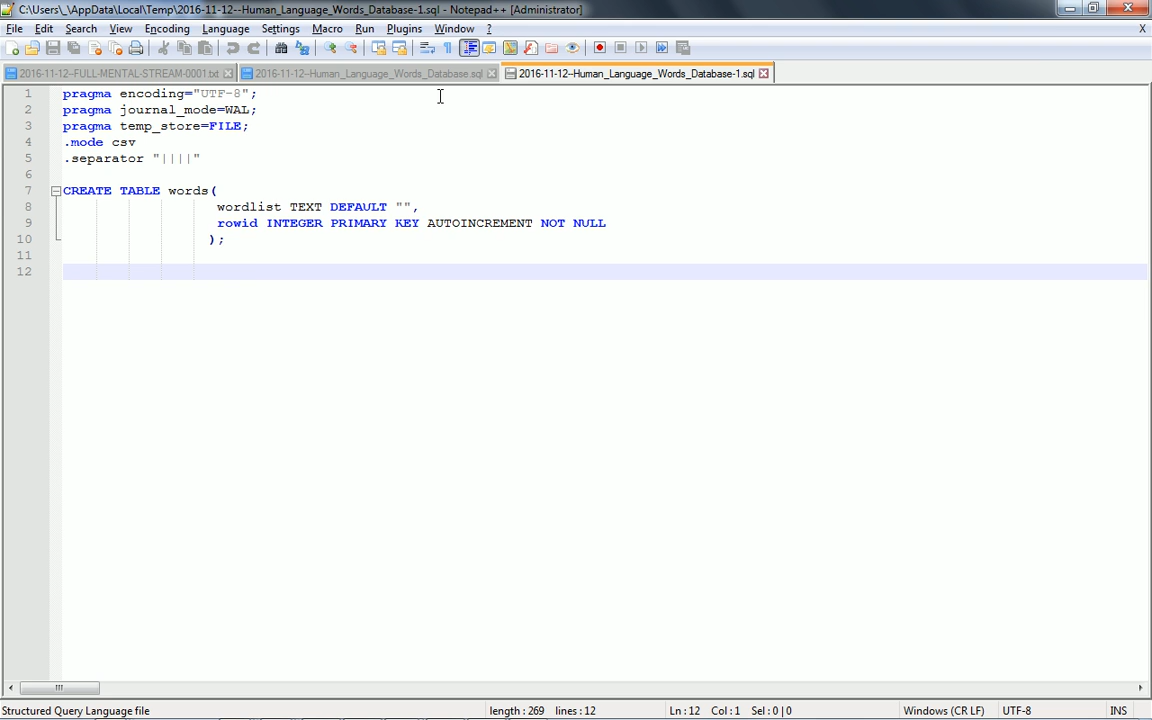 C:\Users\_\AppData\Local\Temp\2016-11-12--Human_Language_Words_Database-1.sql - Notepad++ [Administrator]
File Edit Search View Encoding Language Settings Macro Run Plugins Window ? X
2016-11-12--FULL-MENTAL-STREAM-0001.txt 2016-11-12--Human_Language_Words_Database.sql 2016-11-12--Human_Language_Words_Database-1.sql
1 pragma encoding="UTF-8";
2 pragma journal_mode=WAL;
3 pragma temp_store=FILE;
4 .mode csv
5 .separator "||||"
6
7 CREATE TABLE words(
8 wordlist TEXT DEFAULT "",
9 rowid INTEGER PRIMARY KEY AUTOINCREMENT NOT NULL
10 );
11
12
Structured Query Language file length : 269 lines : 12 Ln : 12 Col : 1 Sel : 0 | 0 Windows (CR LF) UTF-8 INS